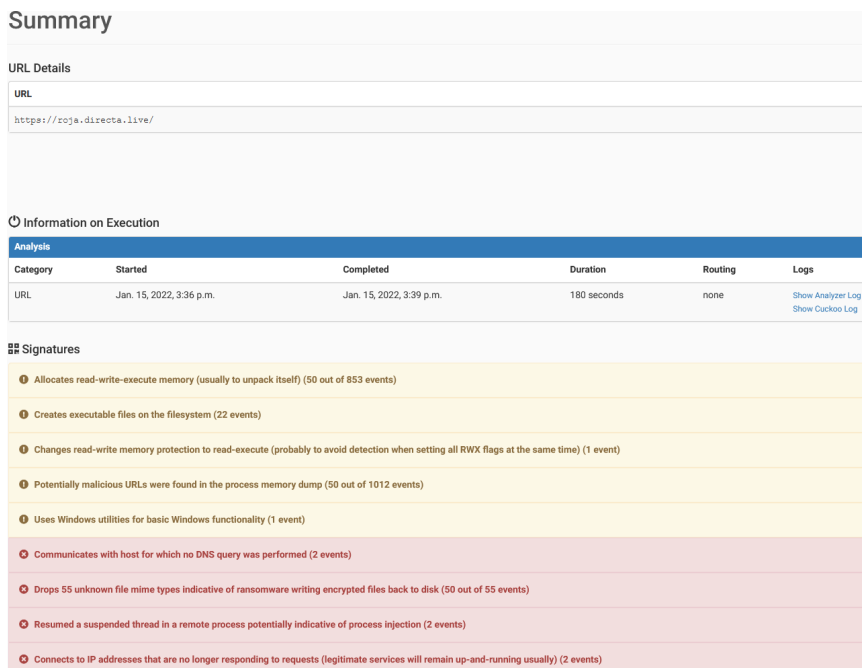 Summary
URL Details
URL
https://roja.directa.live/
Information on Execution
Analysis
Category Started Completed Duration Routing Logs
URL Jan. 15, 2022, 3:36 p.m. Jan. 15, 2022, 3:39 p.m. 180 seconds none Show Analyzer Log
Show Cuckoo Log
Signatures
Allocates read-write-execute memory (usually to unpack itself) (50 out of 853 events)
Creates executable files on the filesystem (22 events)
Changes read-write memory protection to read-execute (probably to avoid detection when setting all RWX flags at the same time) (1 event)
Potentially malicious URLs were found in the process memory dump (50 out of 1012 events)
Uses Windows utilities for basic Windows functionality (1 event)
Communicates with host for which no DNS query was performed (2 events)
Drops 55 unknown file mime types indicative of ransomware writing encrypted files back to disk (50 out of 55 events)
Resumed a suspended thread in a remote process potentially indicative of process injection (2 events)
Connects to IP addresses that are no longer responding to requests (legitimate services will remain up-and-running usually) (2 events)